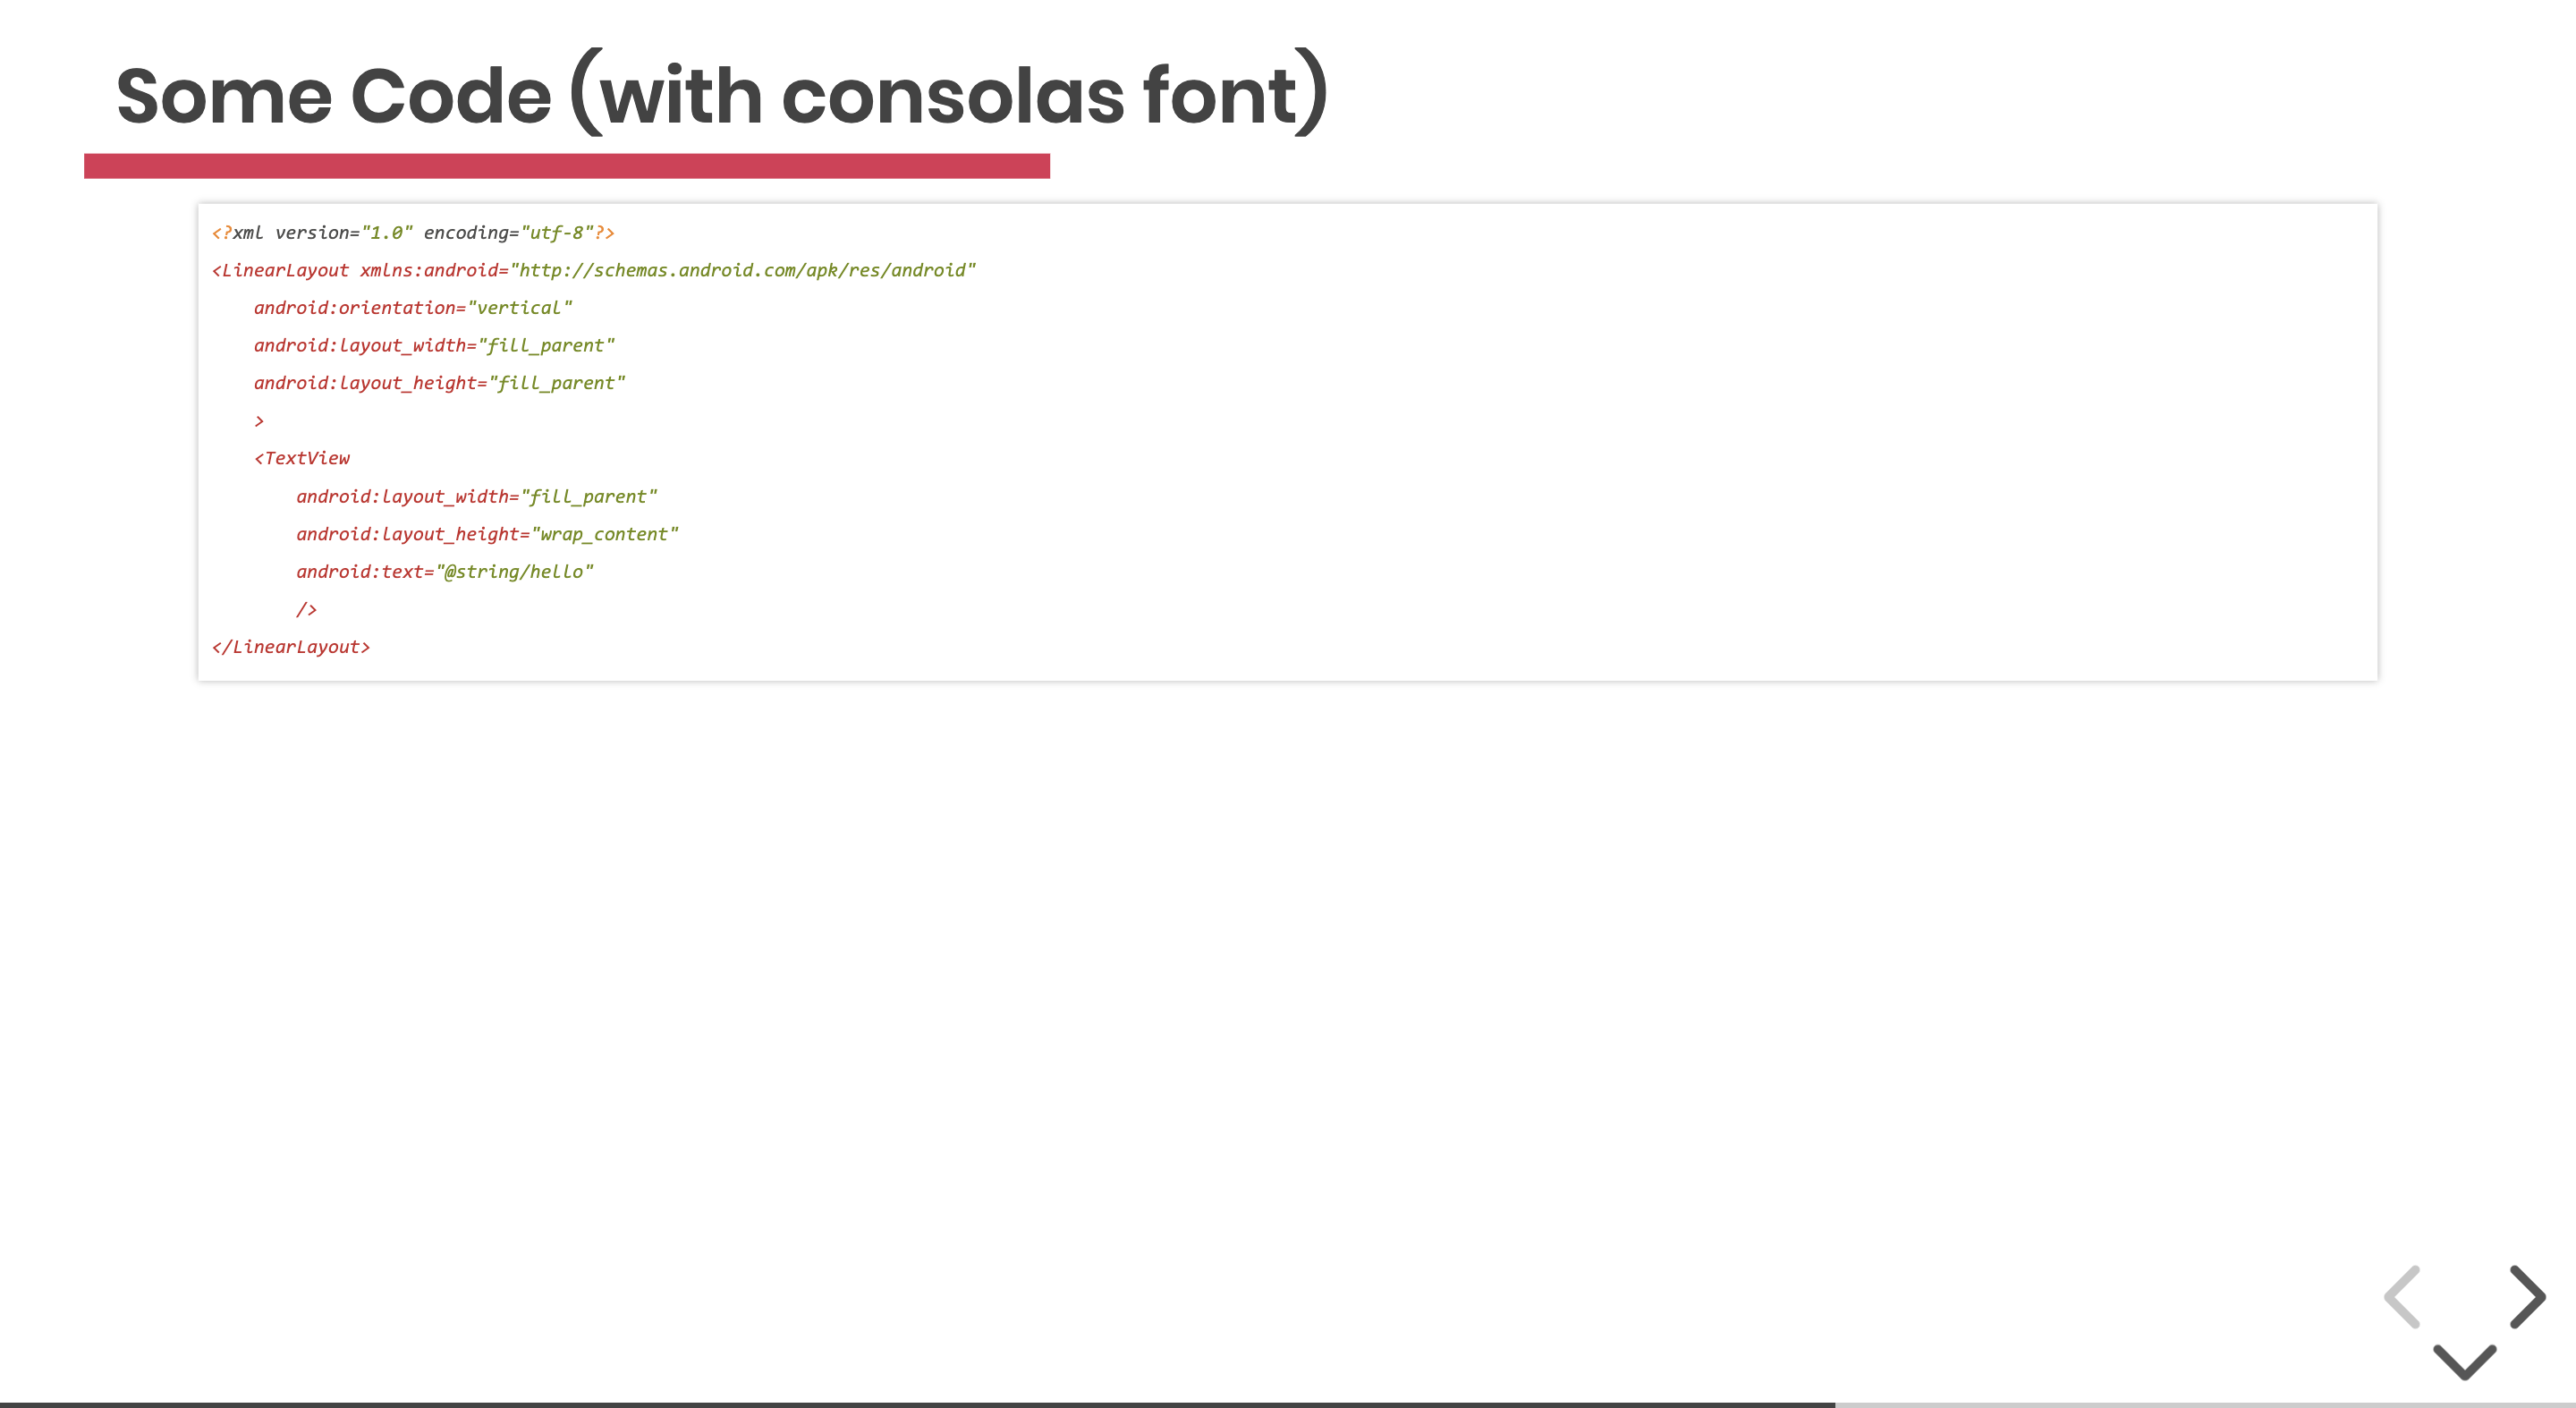 Some Code (with consolas font)
<?xml version="1.0" encoding="utf-8"?>
<LinearLayout xmlns:android="http://schemas.android.com/apk/res/android"
    android:orientation="vertical"
    android:layout_width="fill_parent"
    android:layout_height="fill_parent"
    >
    <TextView
        android:layout_width="fill_parent"
        android:layout_height="wrap_content"
        android:text="@string/hello"
        />
</LinearLayout>